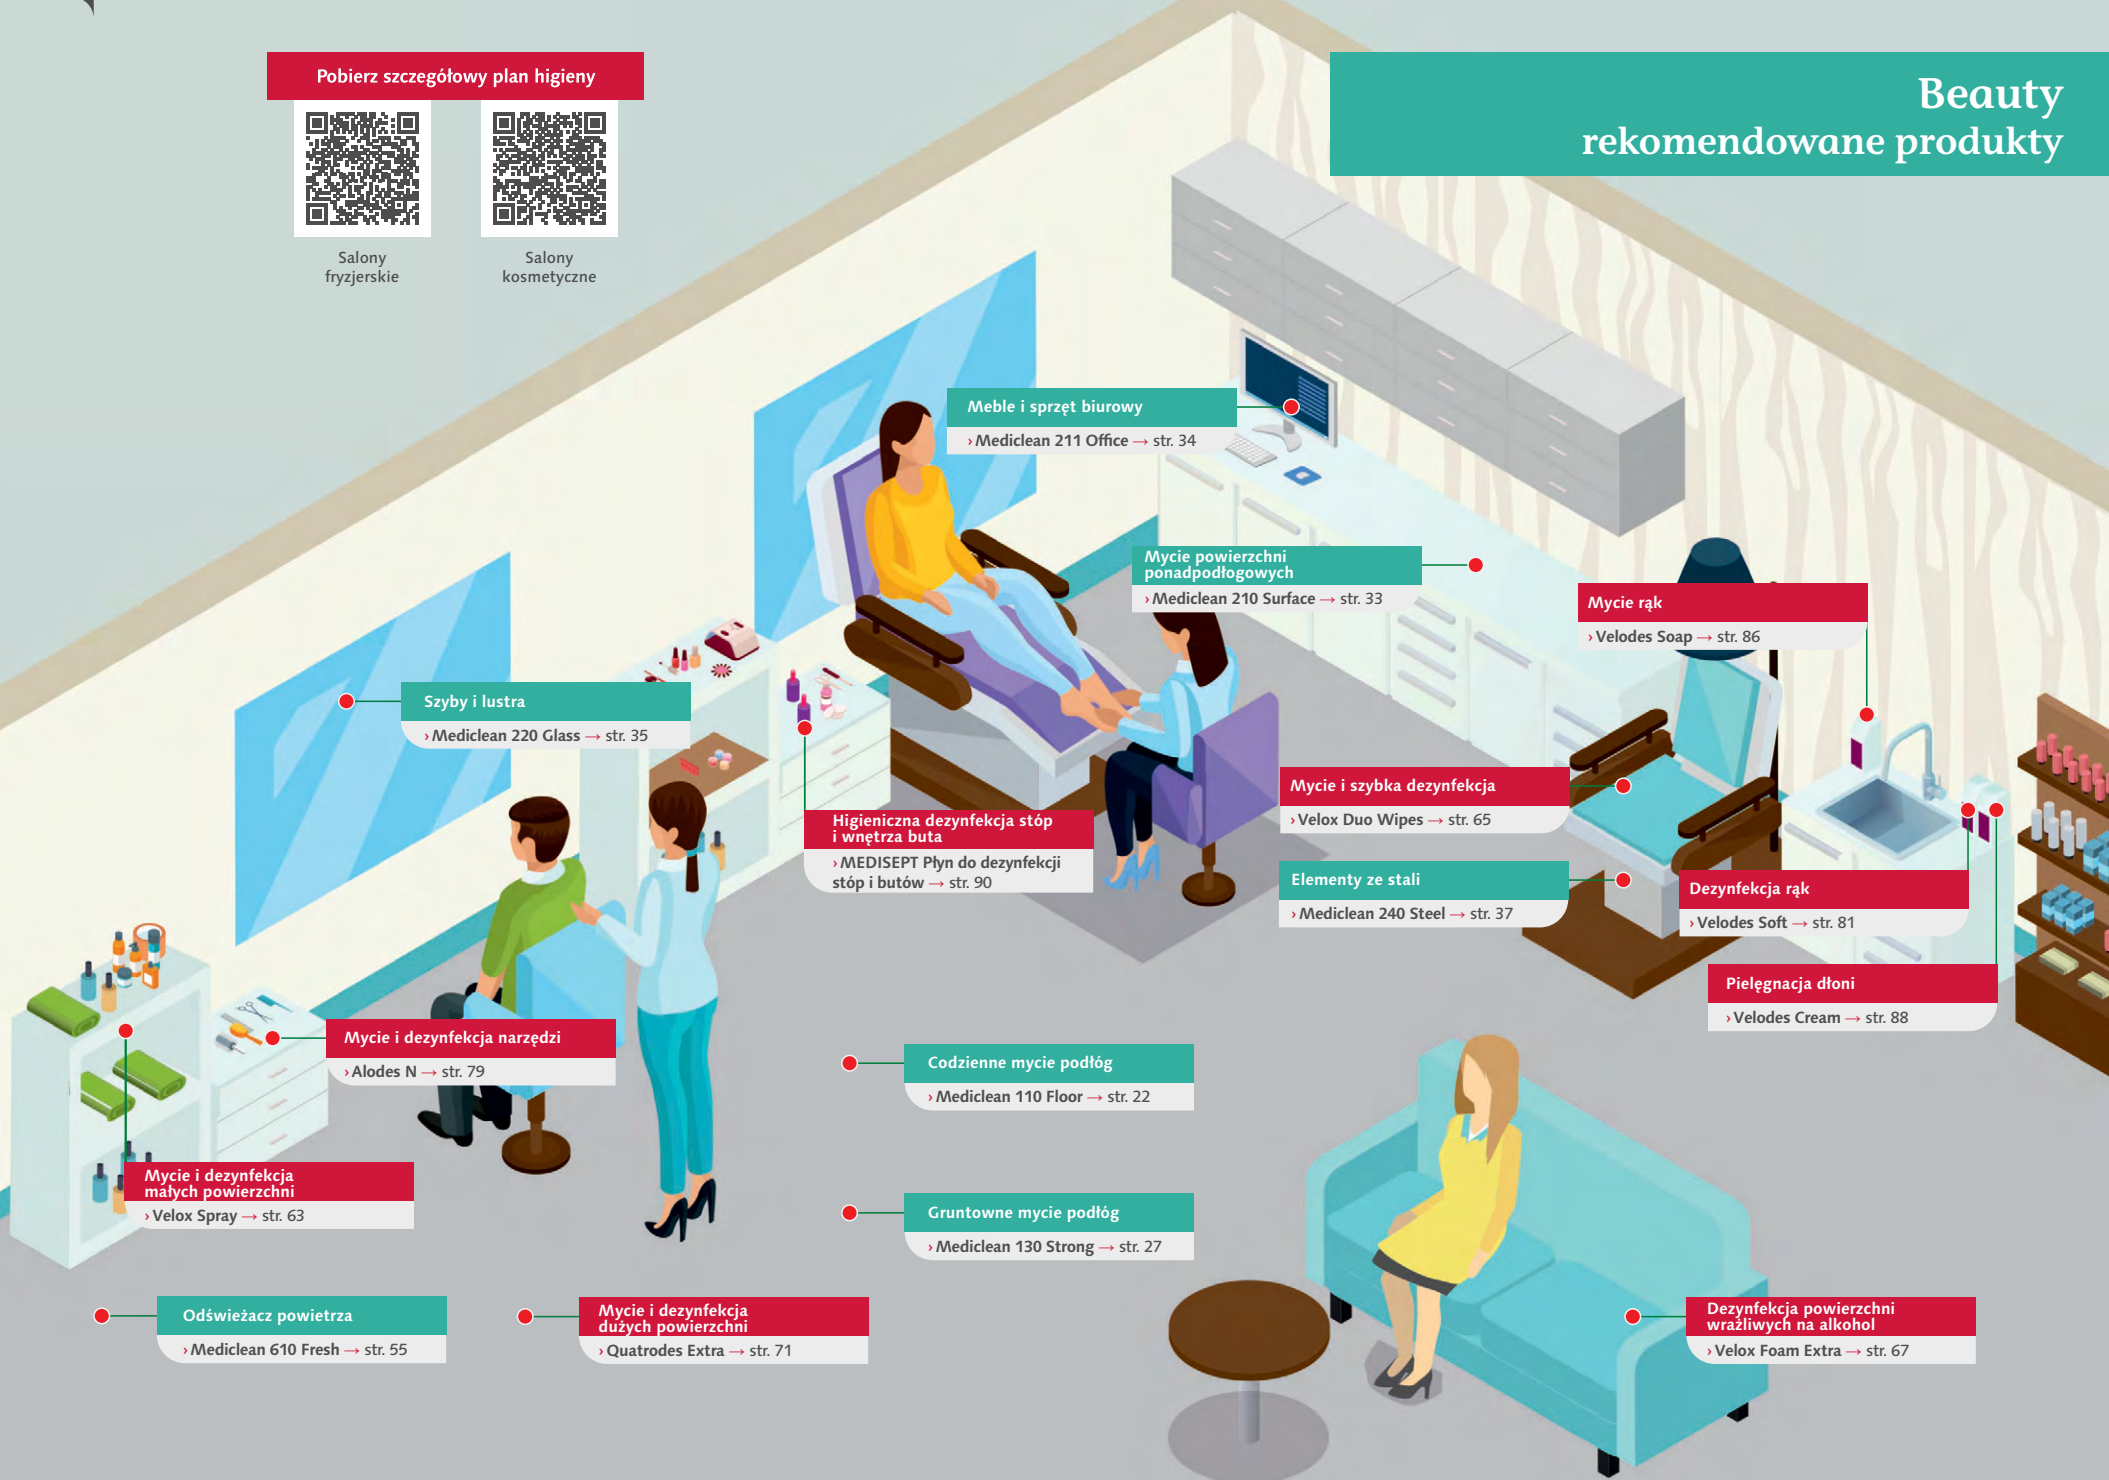 Pobierz szczegółowy plan higieny
Salony
fryzjerskie
Salony
kosmetyczne
Beauty
rekomendowane produkty
Meble i sprzęt biurowy
› Mediclean 211 Office → str. 34
Mycie powierzchni
ponadpodłogowych
› Mediclean 210 Surface → str. 33
Mycie rąk
› Velodes Soap → str. 86
Szyby i lustra
› Mediclean 220 Glass → str. 35
Higieniczna dezynfekcja stóp
i wnętrza buta
› MEDISEPT Płyn do dezynfekcji
stóp i butów → str. 90
Mycie i szybka dezynfekcja
› Velox Duo Wipes → str. 65
Elementy ze stali
› Mediclean 240 Steel → str. 37
Dezynfekcja rąk
› Velodes Soft → str. 81
Pielęgnacja dłoni
› Velodes Cream → str. 88
Mycie i dezynfekcja narzędzi
› Alodes N → str. 79
Codzienne mycie podłóg
› Mediclean 110 Floor → str. 22
Mycie i dezynfekcja
małych powierzchni
› Velox Spray → str. 63
Gruntowne mycie podłóg
› Mediclean 130 Strong → str. 27
Odświeżacz powietrza
› Mediclean 610 Fresh → str. 55
Mycie i dezynfekcja
dużych powierzchni
› Quatrodes Extra → str. 71
Dezynfekcja powierzchni
wrażliwych na alkohol
› Velox Foam Extra → str. 67